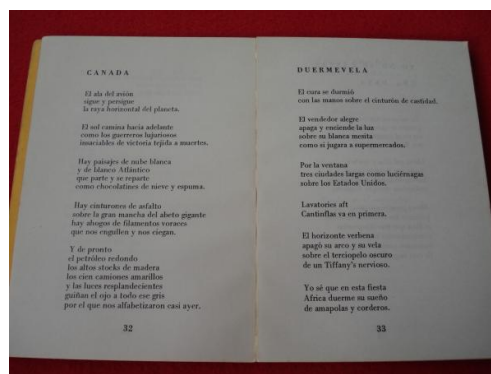 CANADA
El ala del avión
sigue y persigue
la raya horizontal del planeta.
El sol camina hacia adelante
como los guerreros lujuriosos
insaciables de victoria tejida a muertes.
Hay paisajes de nube blanca
y de blanco Atlántico
que parte y se reparte
como chocolatines de nieve y espuma.
Hay cinturones de asfalto
sobre la gran mancha del abeto gigante
hay ahogos de filamentos voraces
que nos engullen y nos ciegan.
Y de pronto
el petróleo redondo
los altos stocks de madera
los cien camiones amarillos
y las luces resplandecientes
guiñan el ojo a todo ese gris
por el que nos alfabetizaron casi ayer.
32
DUERMEVELA
El cura se durmió
con las manos sobre el cinturón de castidad.
El vendedor alegre
apaga y enciende la luz
sobre su blanca mesita
como si jugara a supermercados.
Por la ventana
tres ciudades largas como luciérnagas
sobre los Estados Unidos.
Lavatories aft
Cantinflas va en primera.
El horizonte verbena
apagó su arco y su vela
sobre el terciopelo oscuro
de un Tiffany's nervioso.
Yo sé que en esta fiesta
Africa duerme su sueño
de amapolas y corderos.
33